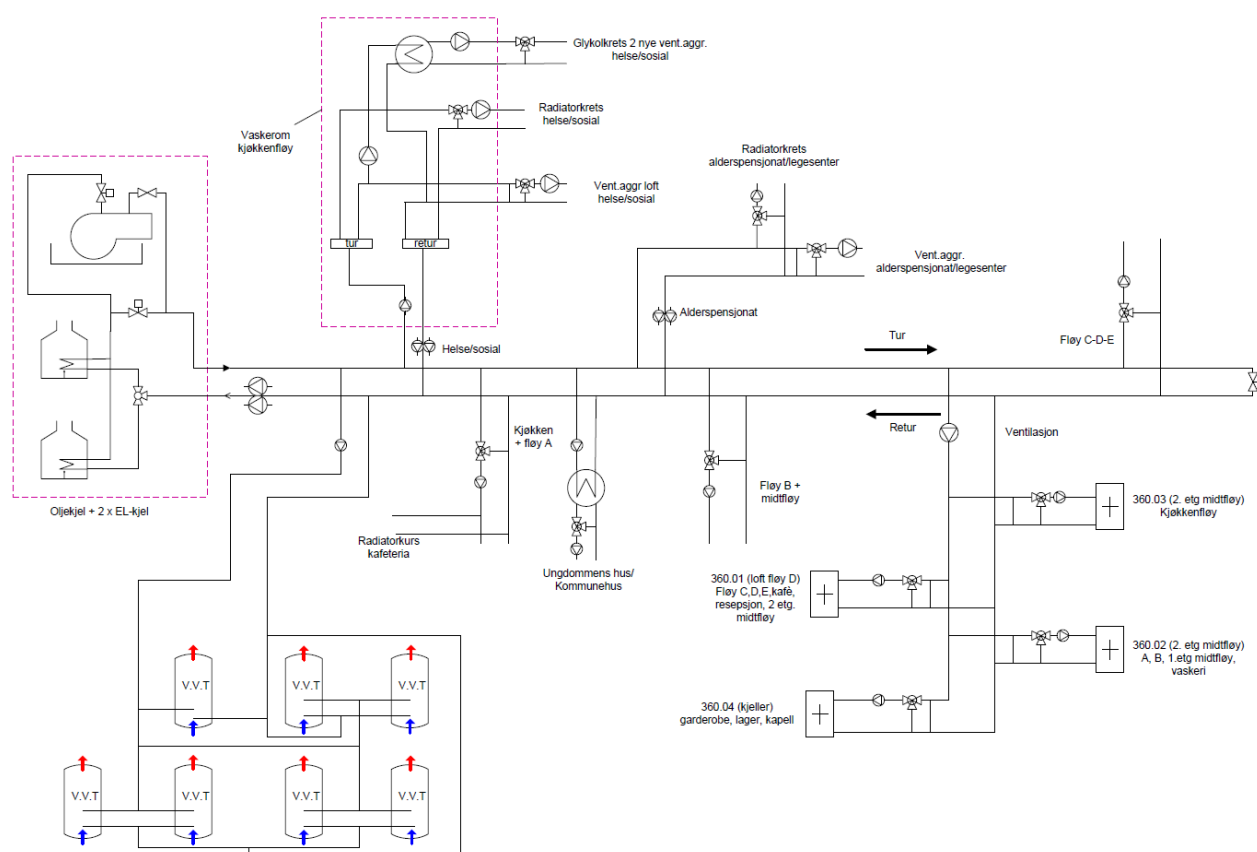 Glykolkrets 2 nye vent.aggr.
helse/sosial
Radiatorkrets
helse/sosial
Vaskerom
kjøkkenfløy
Vent.aggr loft
helse/sosial
tur
retur
Radiatorkrets
alderspensjonat/legesenter
Vent.aggr.
alderspensjonat/legesenter
Alderspensjonat
Helse/sosial
Tur
Fløy C-D-E
Retur
Ventilasjon
Oljekjel + 2 x EL-kjel
Kjøkken
+ fløy A
Radiatorkurs
kafeteria
Ungdommens hus/
Kommunehus
Fløy B +
midtfløy
360.03 (2. etg midtfløy)
Kjøkkenfløy
360.01 (loft fløy D)
Fløy C,D,E,kafè,
resepsjon, 2 etg.
midtfløy
360.02 (2. etg midtfløy)
A, B, 1.etg midtfløy,
vaskeri
360.04 (kjeller)
garderobe, lager, kapell
V.V.T
V.V.T
V.V.T
V.V.T
V.V.T
V.V.T
V.V.T